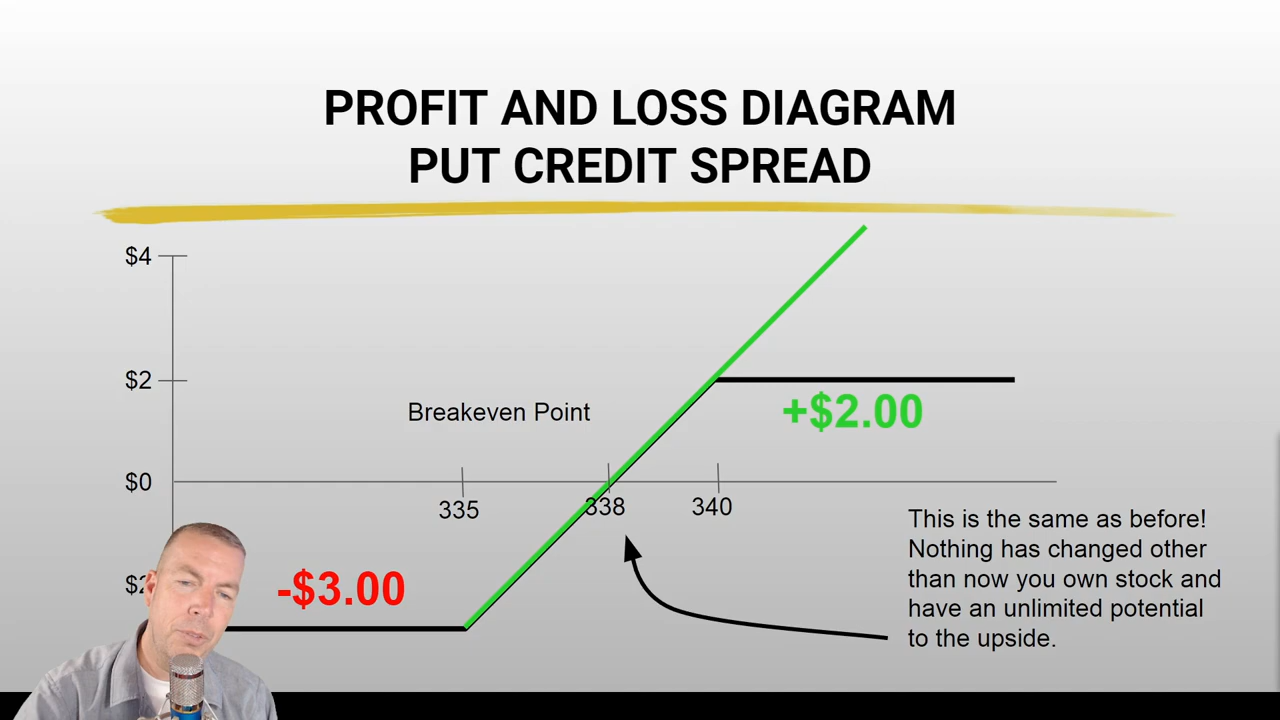 PROFIT AND LOSS DIAGRAM
PUT CREDIT SPREAD
$4
$2
+$2.00
Breakeven Point
$0
335
338
340
This is the same as before!
Nothing has changed other
than now you own stock and
have an unlimited potential
to the upside.
-$3.00